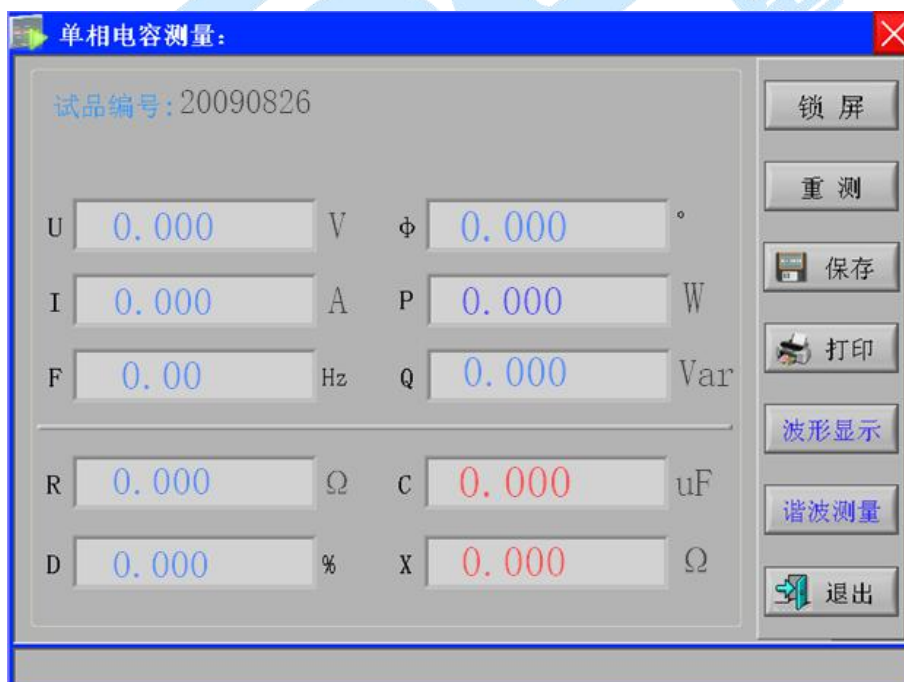 单相电容测量:
试品编号:20090826
锁 屏
重 测
U 0.000 V ф 0.000 °
I 0.000 A P 0.000 W
保存
F 0.00 Hz Q 0.000 Var
打印
波形显示
R 0.000 Ω C 0.000 uF
谐波测量
D 0.000 % X 0.000 Ω
退出